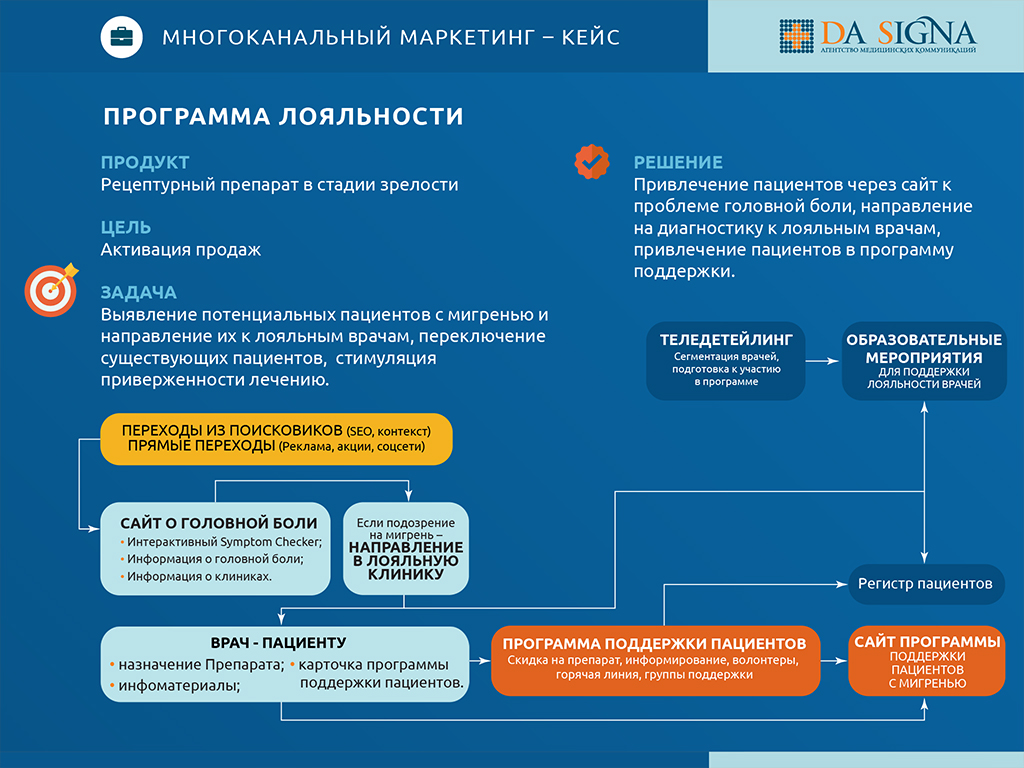 МНОГОКАНАЛЬНЫЙ МАРКЕТИНГ – КЕЙС
DA SIGNA
АГЕНТСТВО МЕДИЦИНСКИХ КОММУНИКАЦИЙ
ПРОГРАММА ЛОЯЛЬНОСТИ
ПРОДУКТ
Рецептурный препарат в стадии зрелости
ЦЕЛЬ
Активация продаж
ЗАДАЧА
Выявление потенциальных пациентов с мигренью и
направление их к лояльным врачам, переключение
существующих пациентов, стимуляция
приверженности лечению.
РЕШЕНИЕ
Привлечение пациентов через сайт к
проблеме головной боли, направление
на диагностику к лояльным врачам,
привлечение пациентов в программу
поддержки.
ТЕЛЕДЕТЕЙЛИНГ
Сегментация врачей,
подготовка к участию
в программе
ОБРАЗОВАТЕЛЬНЫЕ
МЕРОПРИЯТИЯ
ДЛЯ ПОДДЕРЖКИ
ЛОЯЛЬНОСТИ ВРАЧЕЙ
ПЕРЕХОДЫ ИЗ ПОИСКОВИКОВ (SEO, контекст)
ПРЯМЫЕ ПЕРЕХОДЫ (Реклама, акции, соцсети)
САЙТ О ГОЛОВНОЙ БОЛИ
• Интерактивный Symptom Checker;
• Информация о головной боли;
• Информация о клиниках.
Если подозрение
на мигрень –
НАПРАВЛЕНИЕ
В ЛОЯЛЬНУЮ
КЛИНИКУ
Регистр пациентов
ВРАЧ - ПАЦИЕНТУ
• назначение Препарата;
• инфоматериалы;
• карточка программы
поддержки пациентов.
ПРОГРАММА ПОДДЕРЖКИ ПАЦИЕНТОВ
Скидка на препарат, информирование, волонтеры,
горячая линия, группы поддержки
САЙТ ПРОГРАММЫ
ПОДДЕРЖКИ
ПАЦИЕНТОВ
С МИГРЕНЬЮ